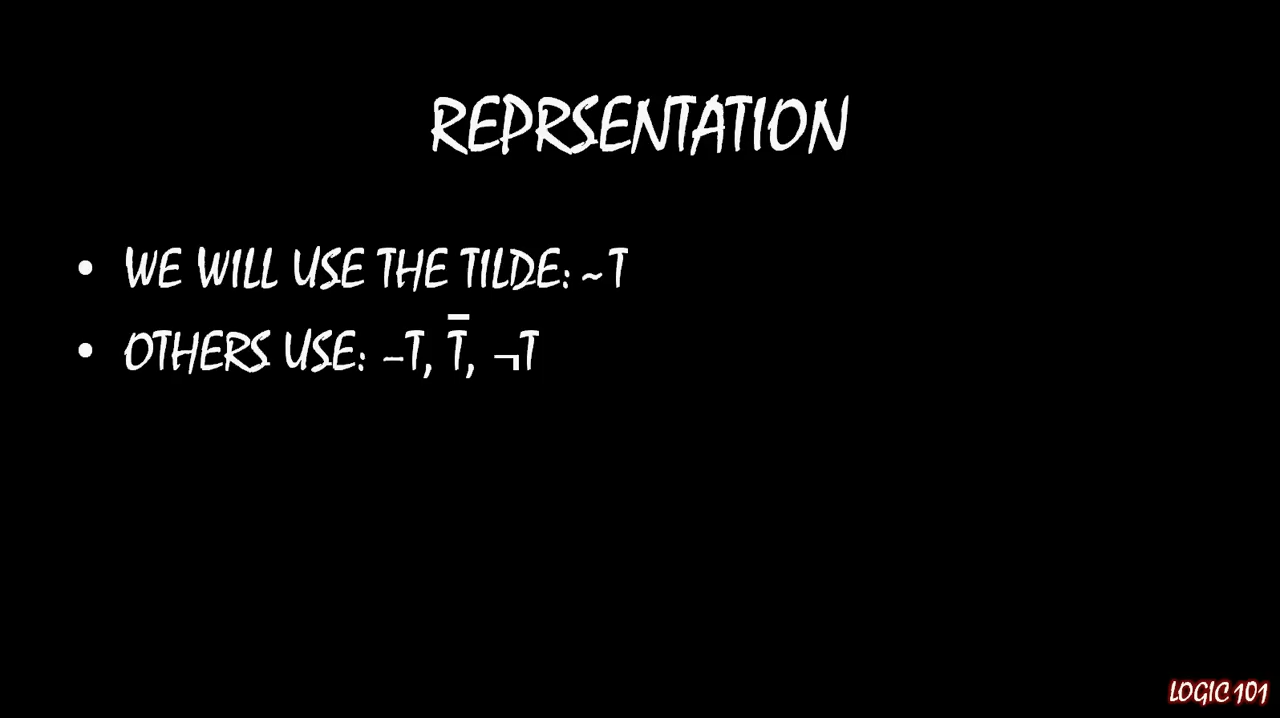 REPRSENTATION
• WE WILL USE THE TILDE: ~T
• OTHERS USE: –T, T̅, ¬T
LOGIC 101